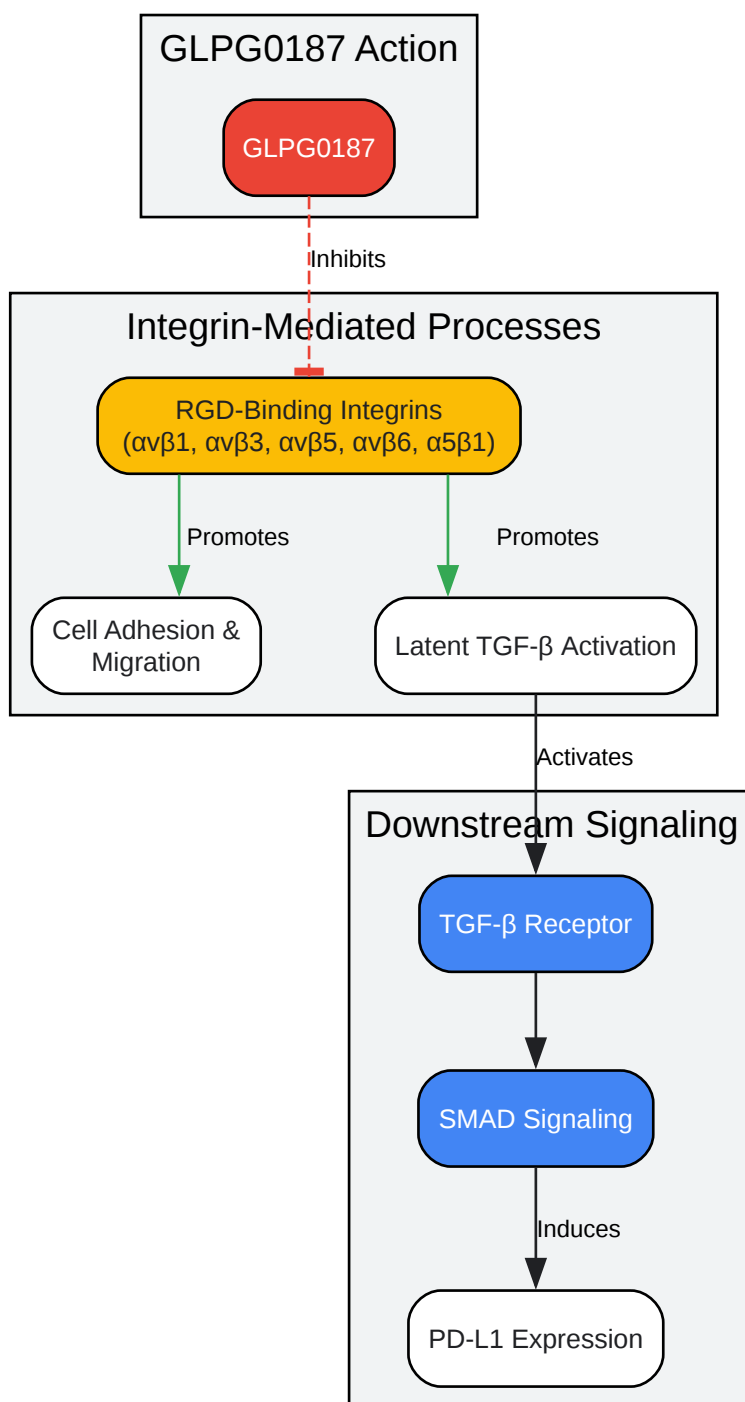 GLPG0187 Action
GLPG0187
Inhibits
Integrin-Mediated Processes
RGD-Binding Integrins
(αvβ1, αvβ3, αvβ5, αvβ6, α5β1)
Promotes
Promotes
Cell Adhesion &
Migration
Latent TGF-β Activation
Activates
Downstream Signaling
TGF-β Receptor
SMAD Signaling
Induces
PD-L1 Expression